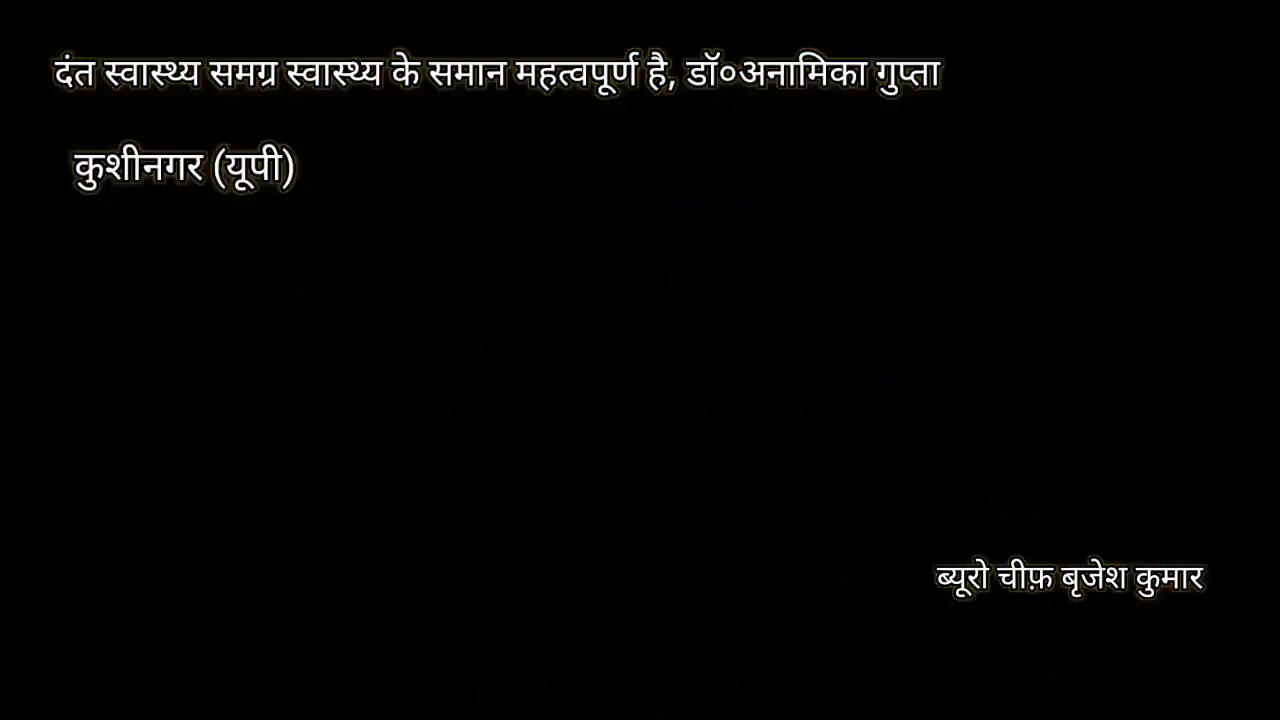 दंत स्वास्थ्य समग्र स्वास्थ्य के समान महत्वपूर्ण है, डॉ०अनामिका गुप्ता
कुशीनगर (यूपी)
ब्यूरो चीफ़ बृजेश कुमार